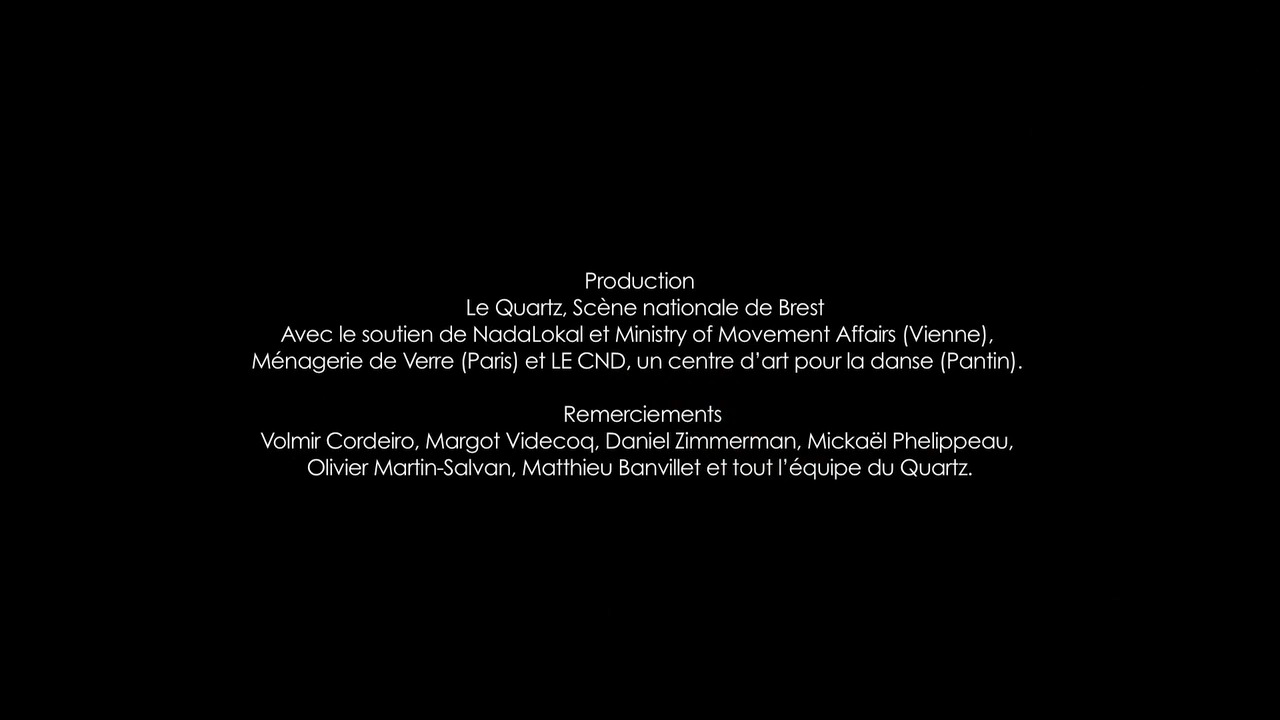 Production
Le Quartz, Scène nationale de Brest
Avec le soutien de NadaLokal et Ministry of Movement Affairs (Vienne),
Ménagerie de Verre (Paris) et LE CND, un centre d’art pour la danse (Pantin).
Remerciements
Volmir Cordeiro, Margot Videcoq, Daniel Zimmerman, Mickaël Phelippeau,
Olivier Martin-Salvan, Matthieu Banvillet et tout l’équipe du Quartz.